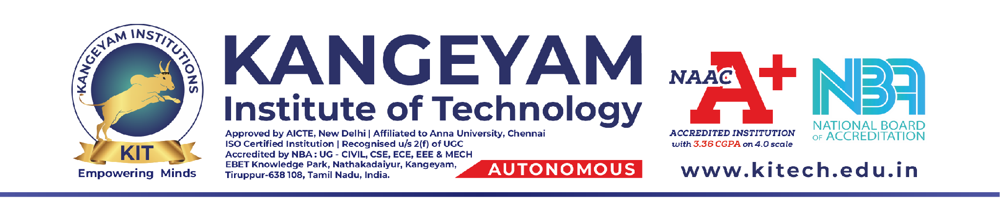 KANGEYAM INSTITUTIONS
KIT
Empowering Minds
KANGEYAM
Institute of Technology
Approved by AICTE, New Delhi | Affiliated to Anna University, Chennai
ISO Certified Institution | Recognised u/s 2(f) of UGC
Accredited by NBA : UG - CIVIL, CSE, ECE, EEE & MECH
EBET Knowledge Park, Nathakadaiyur, Kangeyam,
Tiruppur-638 108, Tamil Nadu, India.
AUTONOMOUS
NAAC A+
ACCREDITED INSTITUTION
with 3.36 CGPA on 4.0 scale
NBA
NATIONAL BOARD
OF ACCREDITATION
www.kitech.edu.in